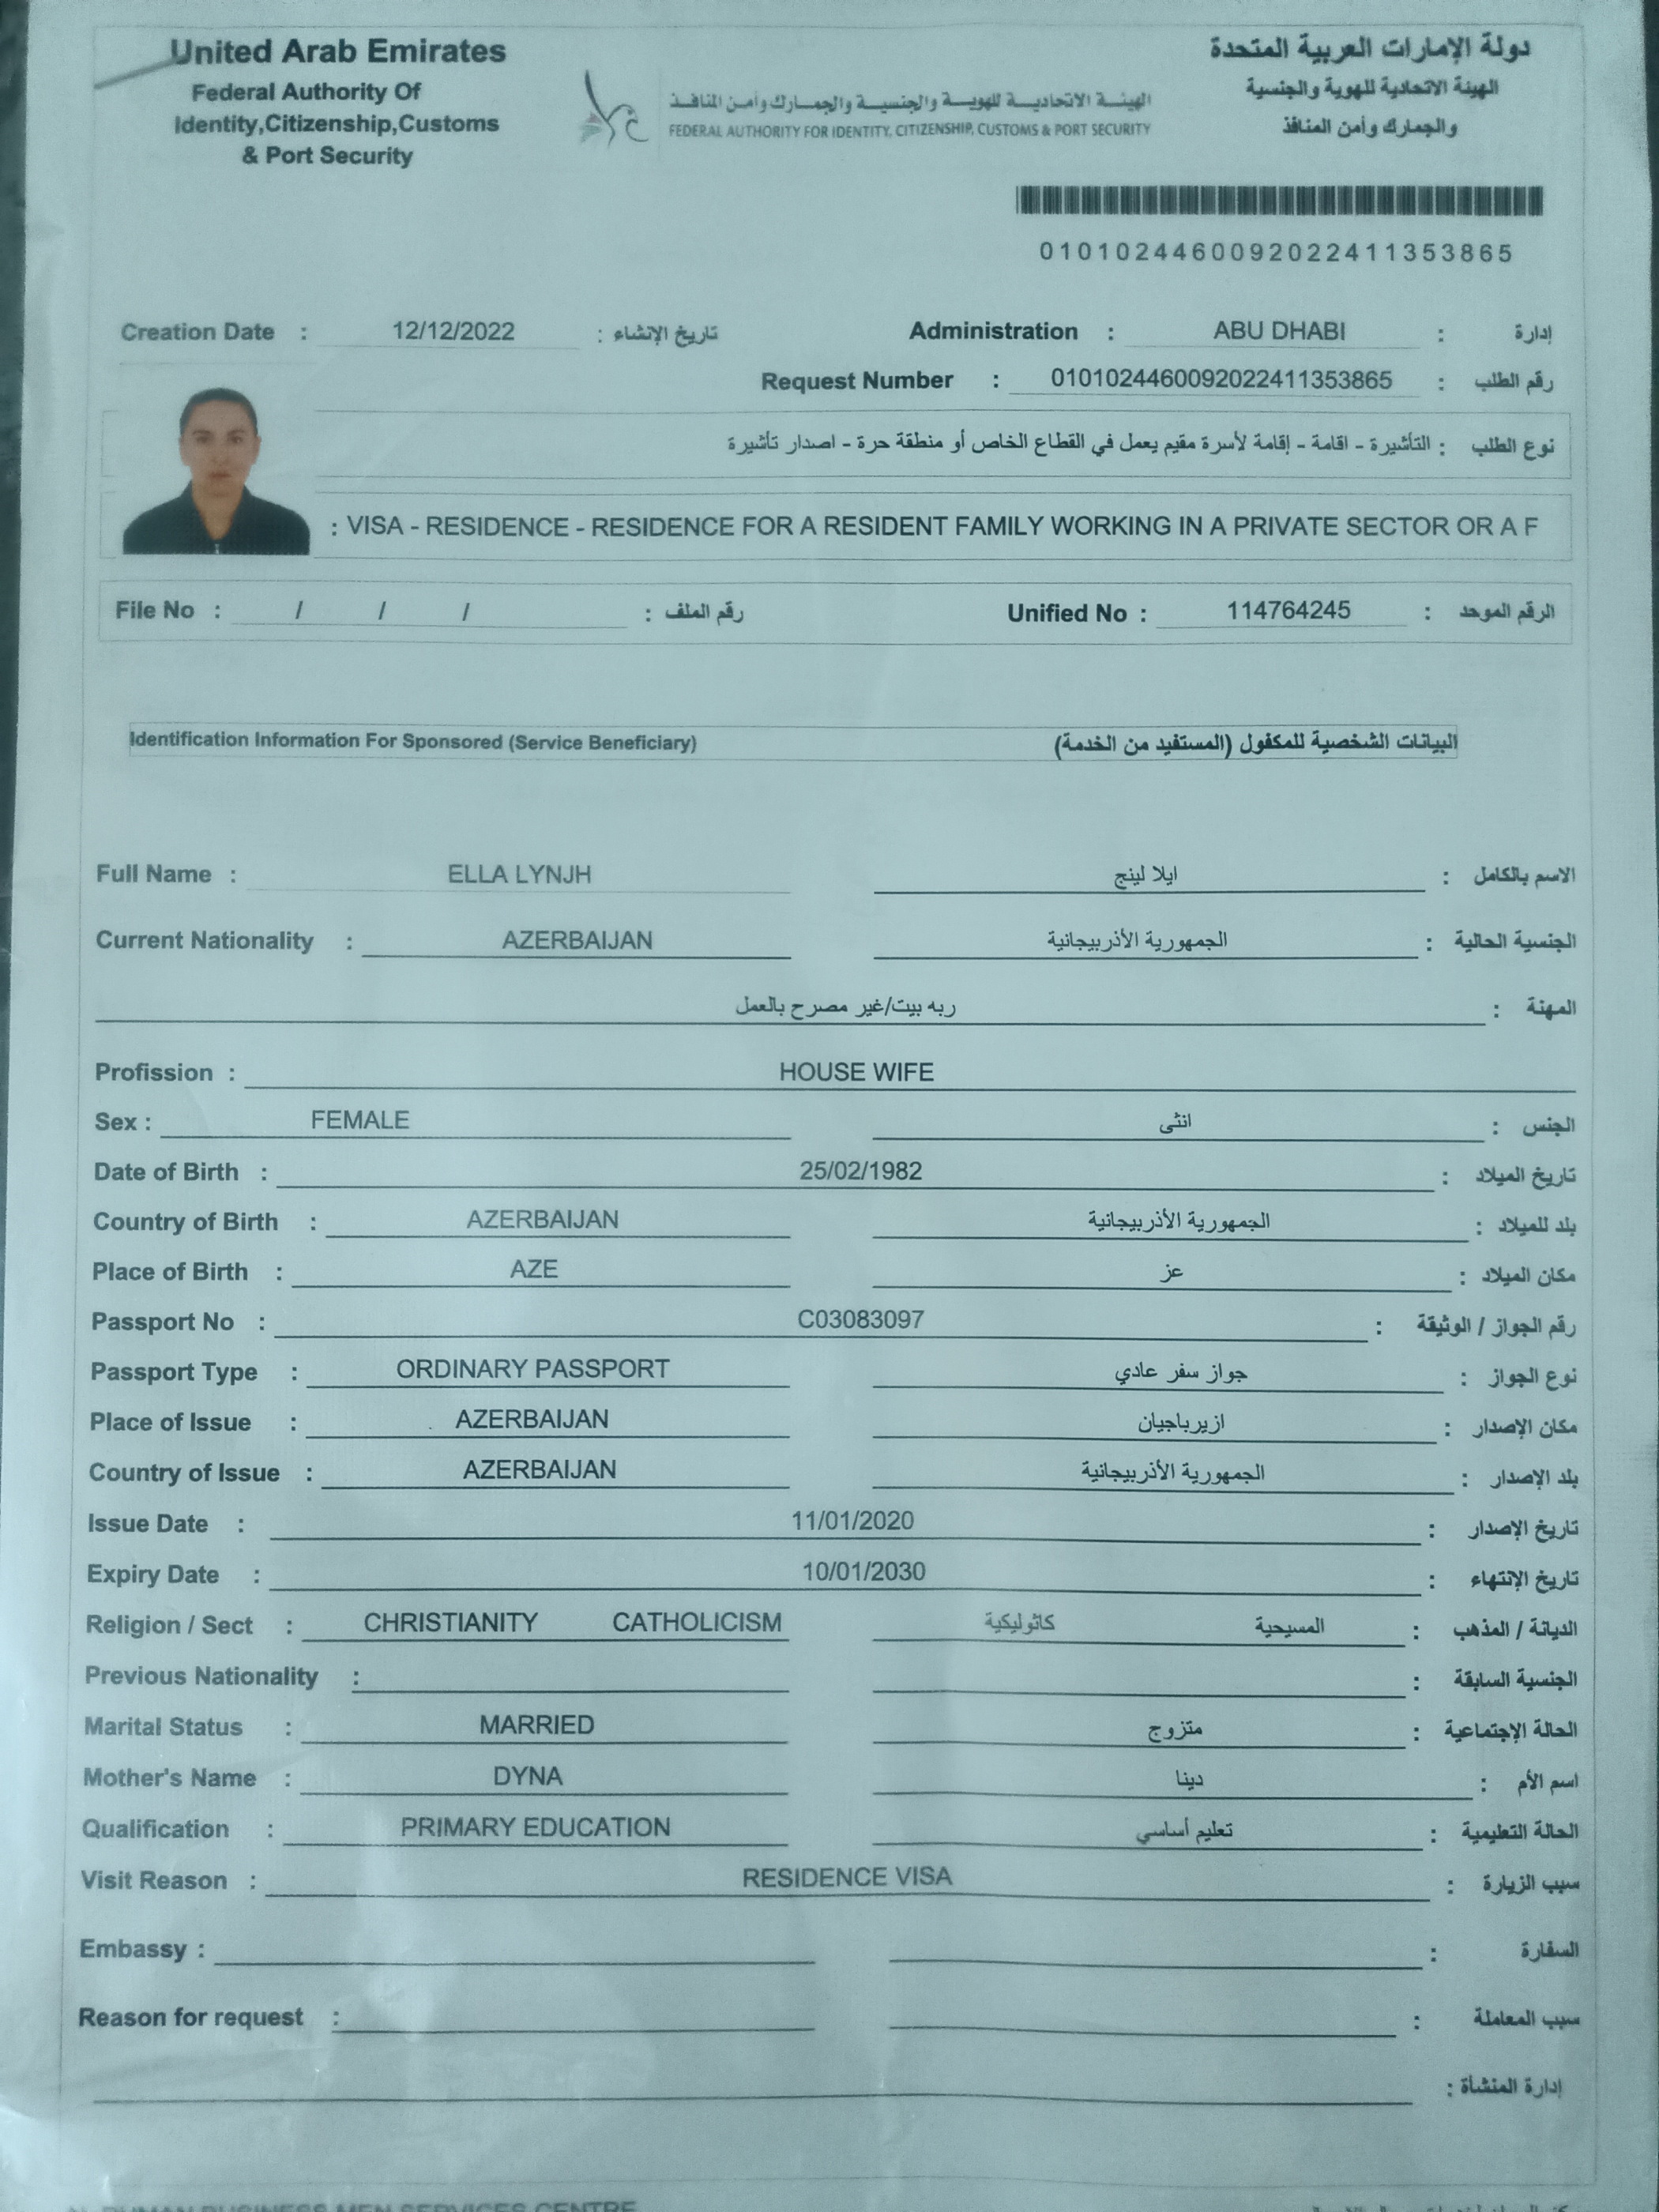 United Arab Emirates
Federal Authority Of
Identity,Citizenship,Customs
& Port Security
الهيئة الاتحادية للهوية والجنسية والجمارك وأمن المنافذ
FEDERAL AUTHORITY FOR IDENTITY, CITIZENSHIP, CUSTOMS & PORT SECURITY
دولة الإمارات العربية المتحدة
الهيئة الاتحادية للهوية والجنسية
والجمارك وأمن المنافذ
0101024460092022411353865
Creation Date : 12/12/2022 تاريخ الإنشاء : Administration : ABU DHABI إدارة :
Request Number : 0101024460092022411353865 رقم الطلب :
نوع الطلب : التأشيرة - اقامة - إقامة لأسرة مقيم يعمل في القطاع الخاص أو منطقة حرة - اصدار تأشيرة
: VISA - RESIDENCE - RESIDENCE FOR A RESIDENT FAMILY WORKING IN A PRIVATE SECTOR OR A F
File No : / / / رقم الملف : Unified No : 114764245 الرقم الموحد :
Identification Information For Sponsored (Service Beneficiary) البيانات الشخصية للمكفول (المستفيد من الخدمة)
Full Name : ELLA LYNJH ايلا لينج الاسم بالكامل :
Current Nationality : AZERBAIJAN الجمهورية الأذربيجانية الجنسية الحالية :
ربه بيت/غير مصرح بالعمل المهنة :
Profission : HOUSE WIFE
Sex : FEMALE انثى الجنس :
Date of Birth : 25/02/1982 تاريخ الميلاد :
Country of Birth : AZERBAIJAN الجمهورية الأذربيجانية بلد للميلاد :
Place of Birth : AZE عز مكان الميلاد :
Passport No : C03083097 رقم الجواز / الوثيقة :
Passport Type : ORDINARY PASSPORT جواز سفر عادي نوع الجواز :
Place of Issue : AZERBAIJAN ازيرباجيان مكان الإصدار :
Country of Issue : AZERBAIJAN الجمهورية الأذربيجانية بلد الإصدار :
Issue Date : 11/01/2020 تاريخ الإصدار :
Expiry Date : 10/01/2030 تاريخ الإنتهاء :
Religion / Sect : CHRISTIANITY CATHOLICISM كاثوليكية المسيحية الديانة / المذهب :
Previous Nationality : الجنسية السابقة :
Marital Status : MARRIED متزوج الحالة الإجتماعية :
Mother's Name : DYNA دينا اسم الأم :
Qualification : PRIMARY EDUCATION تعليم أساسي الحالة التعليمية :
Visit Reason : RESIDENCE VISA سبب الزيارة :
Embassy : السفارة :
Reason for request : سبب المعاملة :
إدارة المنشأة :
BUSINESS MEN SERVICES CENTRE